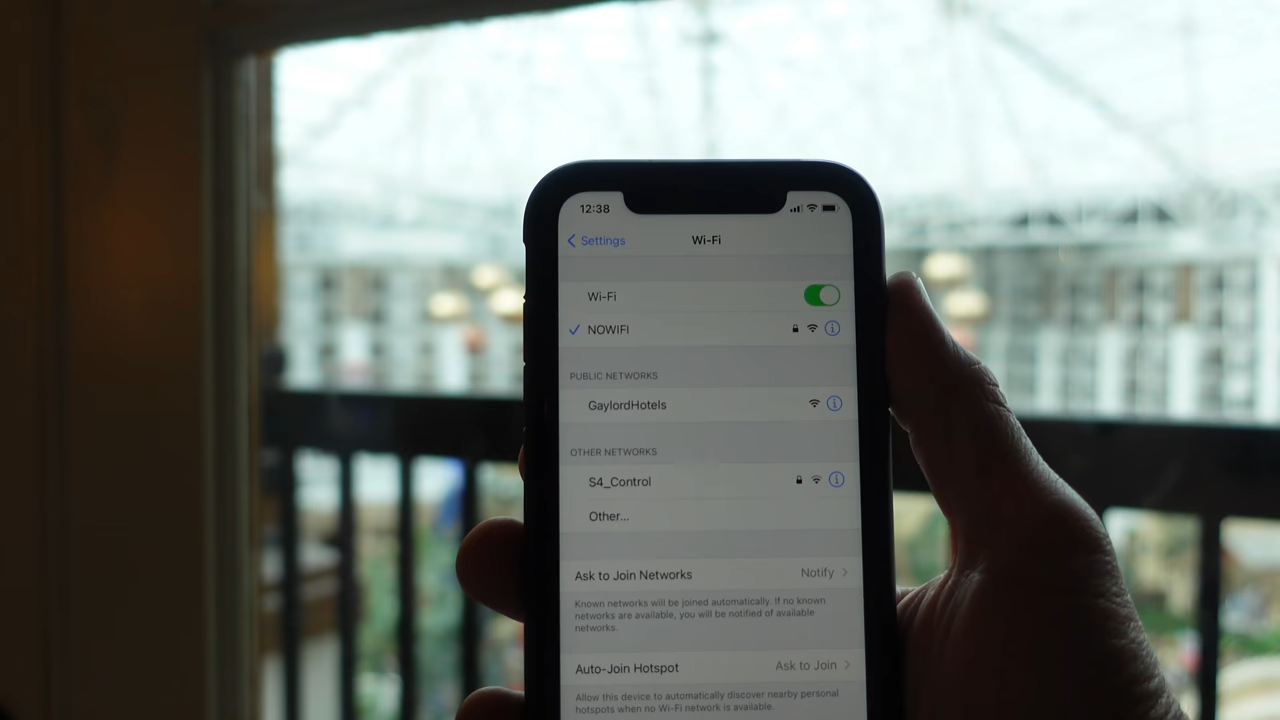 12:38
Settings
Wi-Fi
Wi-Fi
NOWIFI
PUBLIC NETWORKS
GaylordHotels
OTHER NETWORKS
S4_Control
Other...
Ask to Join Networks Notify
Known networks will be joined automatically. If no known
networks are available, you will be notified of available
networks.
Auto-Join Hotspot Ask to Join
Allow this device to automatically discover nearby personal
hotspots when no Wi-Fi network is available.